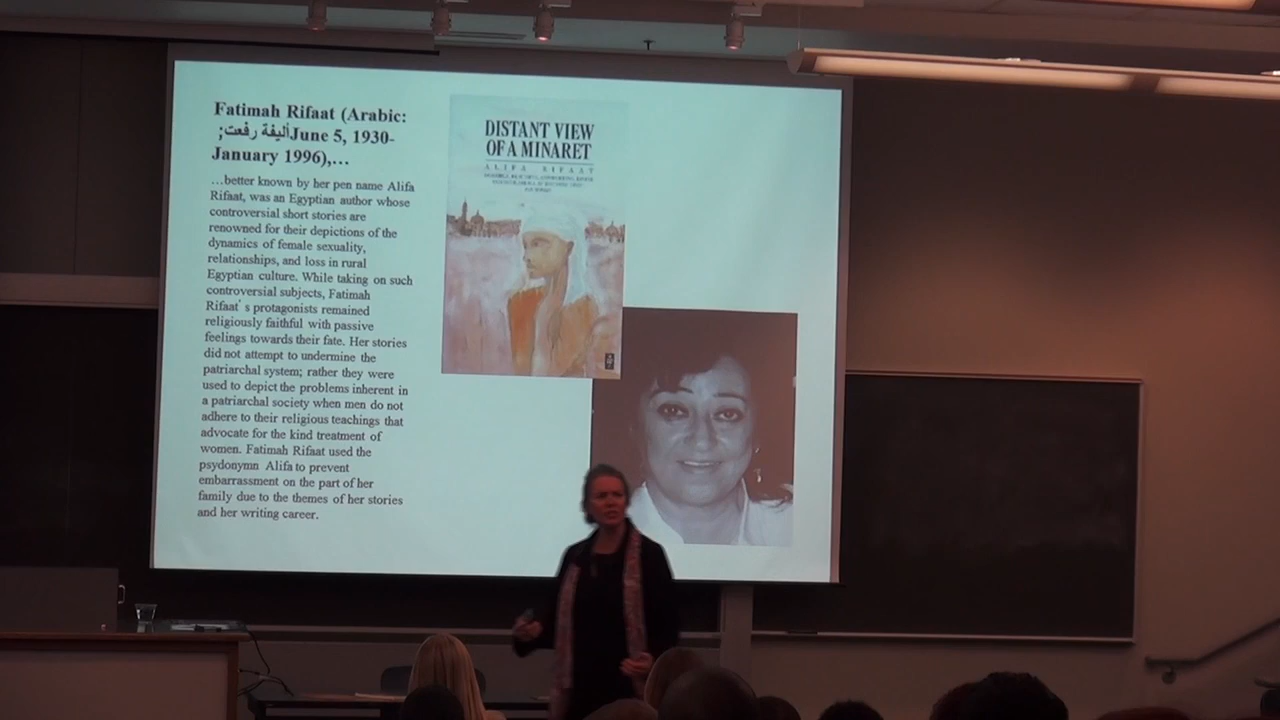 Fatimah Rifaat (Arabic:
أليفة رفعت; June 5, 1930-
January 1996),…
…better known by her pen name Alifa
Rifaat, was an Egyptian author whose
controversial short stories are
renowned for their depictions of the
dynamics of female sexuality,
relationships, and loss in rural
Egyptian culture. While taking on such
controversial subjects, Fatimah
Rifaat's protagonists remained
religiously faithful with passive
feelings towards their fate. Her stories
did not attempt to undermine the
patriarchal system; rather they were
used to depict the problems inherent in
a patriarchal society when men do not
adhere to their religious teachings that
advocate for the kind treatment of
women. Fatimah Rifaat used the
psydonymn Alifa to prevent
embarrassment on the part of her
family due to the themes of her stories
and her writing career.
DISTANT VIEW
OF A MINARET
ALIFA RIFAAT